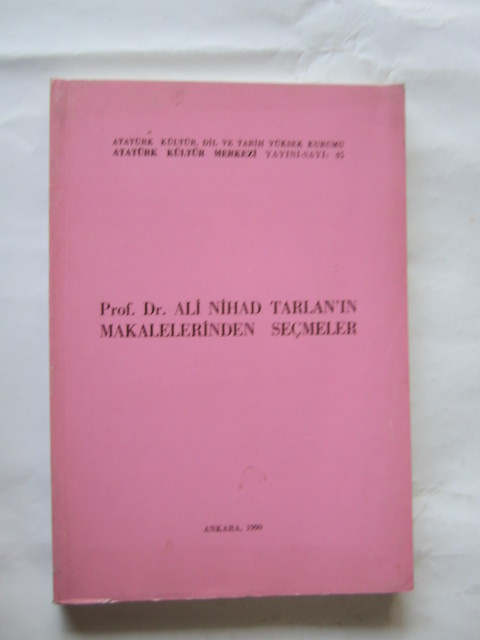 ATATÜRK KÜLTÜR, DİL VE TARİH YÜKSEK KURUMU
ATATÜRK KÜLTÜR MERKEZİ YAYINI-SAYI:
Prof. Dr. ALİ NİHAD TARLAN'IN
MAKALELERİNDEN SEÇMELER
ANKARA, 1990